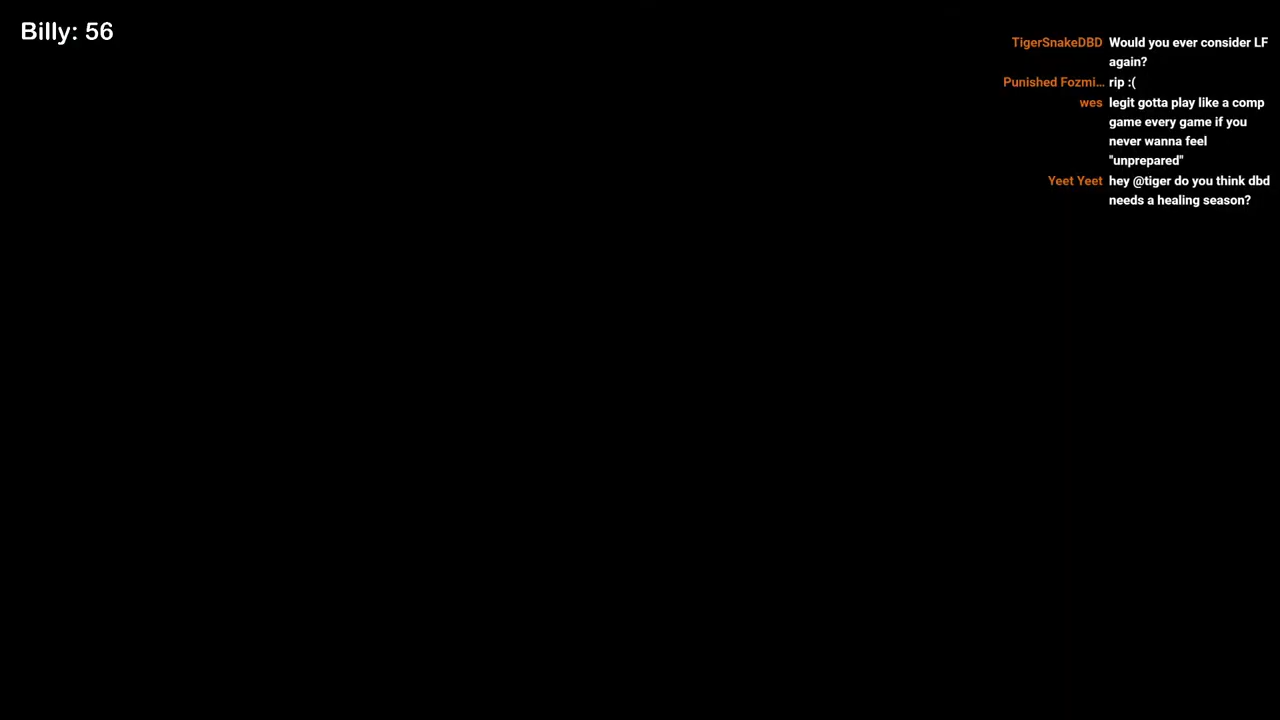 Billy: 56
TigerSnakeDBD Would you ever consider LF
again?
Punished Fozmi... rip :(
wes legit gotta play like a comp
game every game if you
never wanna feel
"unprepared"
Yeet Yeet hey @tiger do you think dbd
needs a healing season?